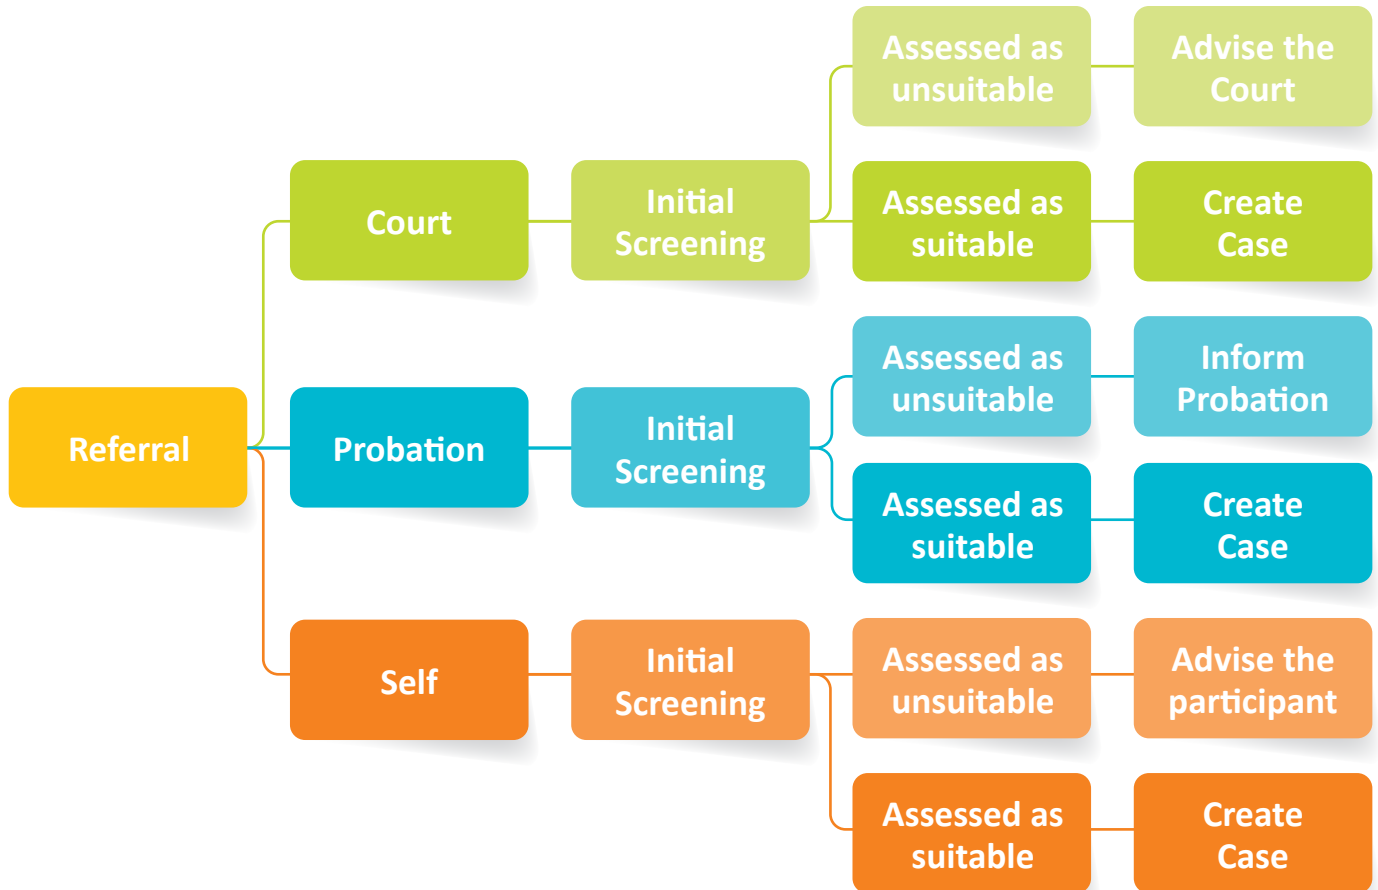 Assessed as
unsuitable
Advise the
Court
Court
Initial
Screening
Assessed as
suitable
Create
Case
Referral
Probation
Initial
Screening
Assessed as
unsuitable
Inform
Probation
Assessed as
suitable
Create
Case
Self
Initial
Screening
Assessed as
unsuitable
Advise the
participant
Assessed as
suitable
Create
Case